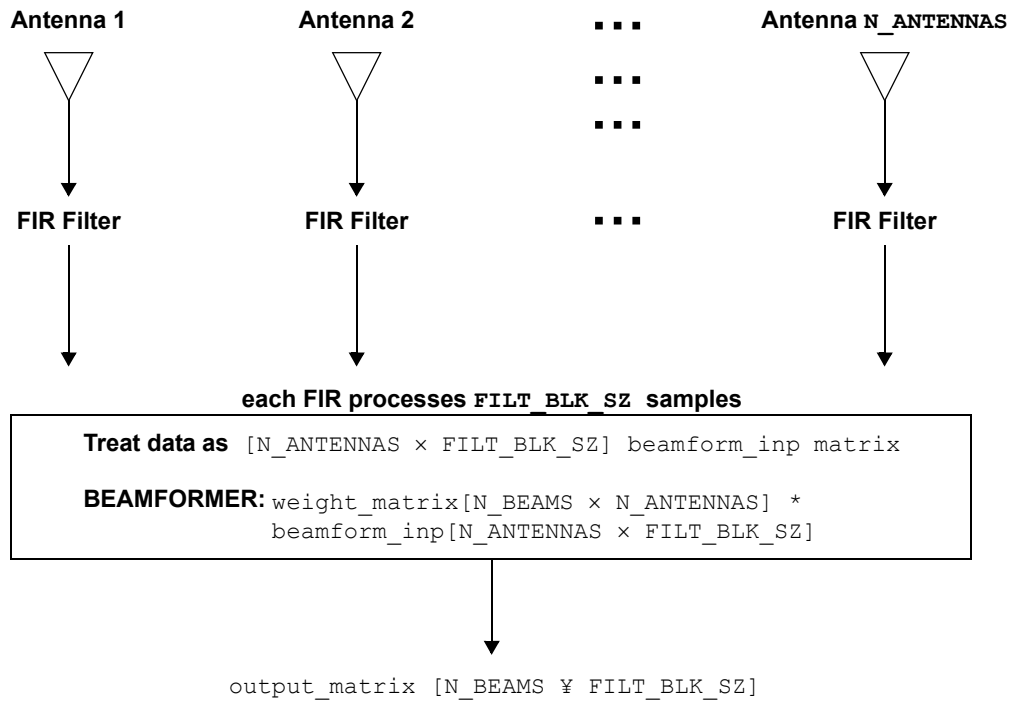 Antenna 1 Antenna 2 ... Antenna N_ANTENNAS
...
...
FIR Filter FIR Filter ... FIR Filter
each FIR processes FILT_BLK_SZ samples
Treat data as [N_ANTENNAS × FILT_BLK_SZ] beamform_inp matrix
BEAMFORMER: weight_matrix[N_BEAMS × N_ANTENNAS] *
beamform_inp[N_ANTENNAS × FILT_BLK_SZ]
output_matrix [N_BEAMS ¥ FILT_BLK_SZ]